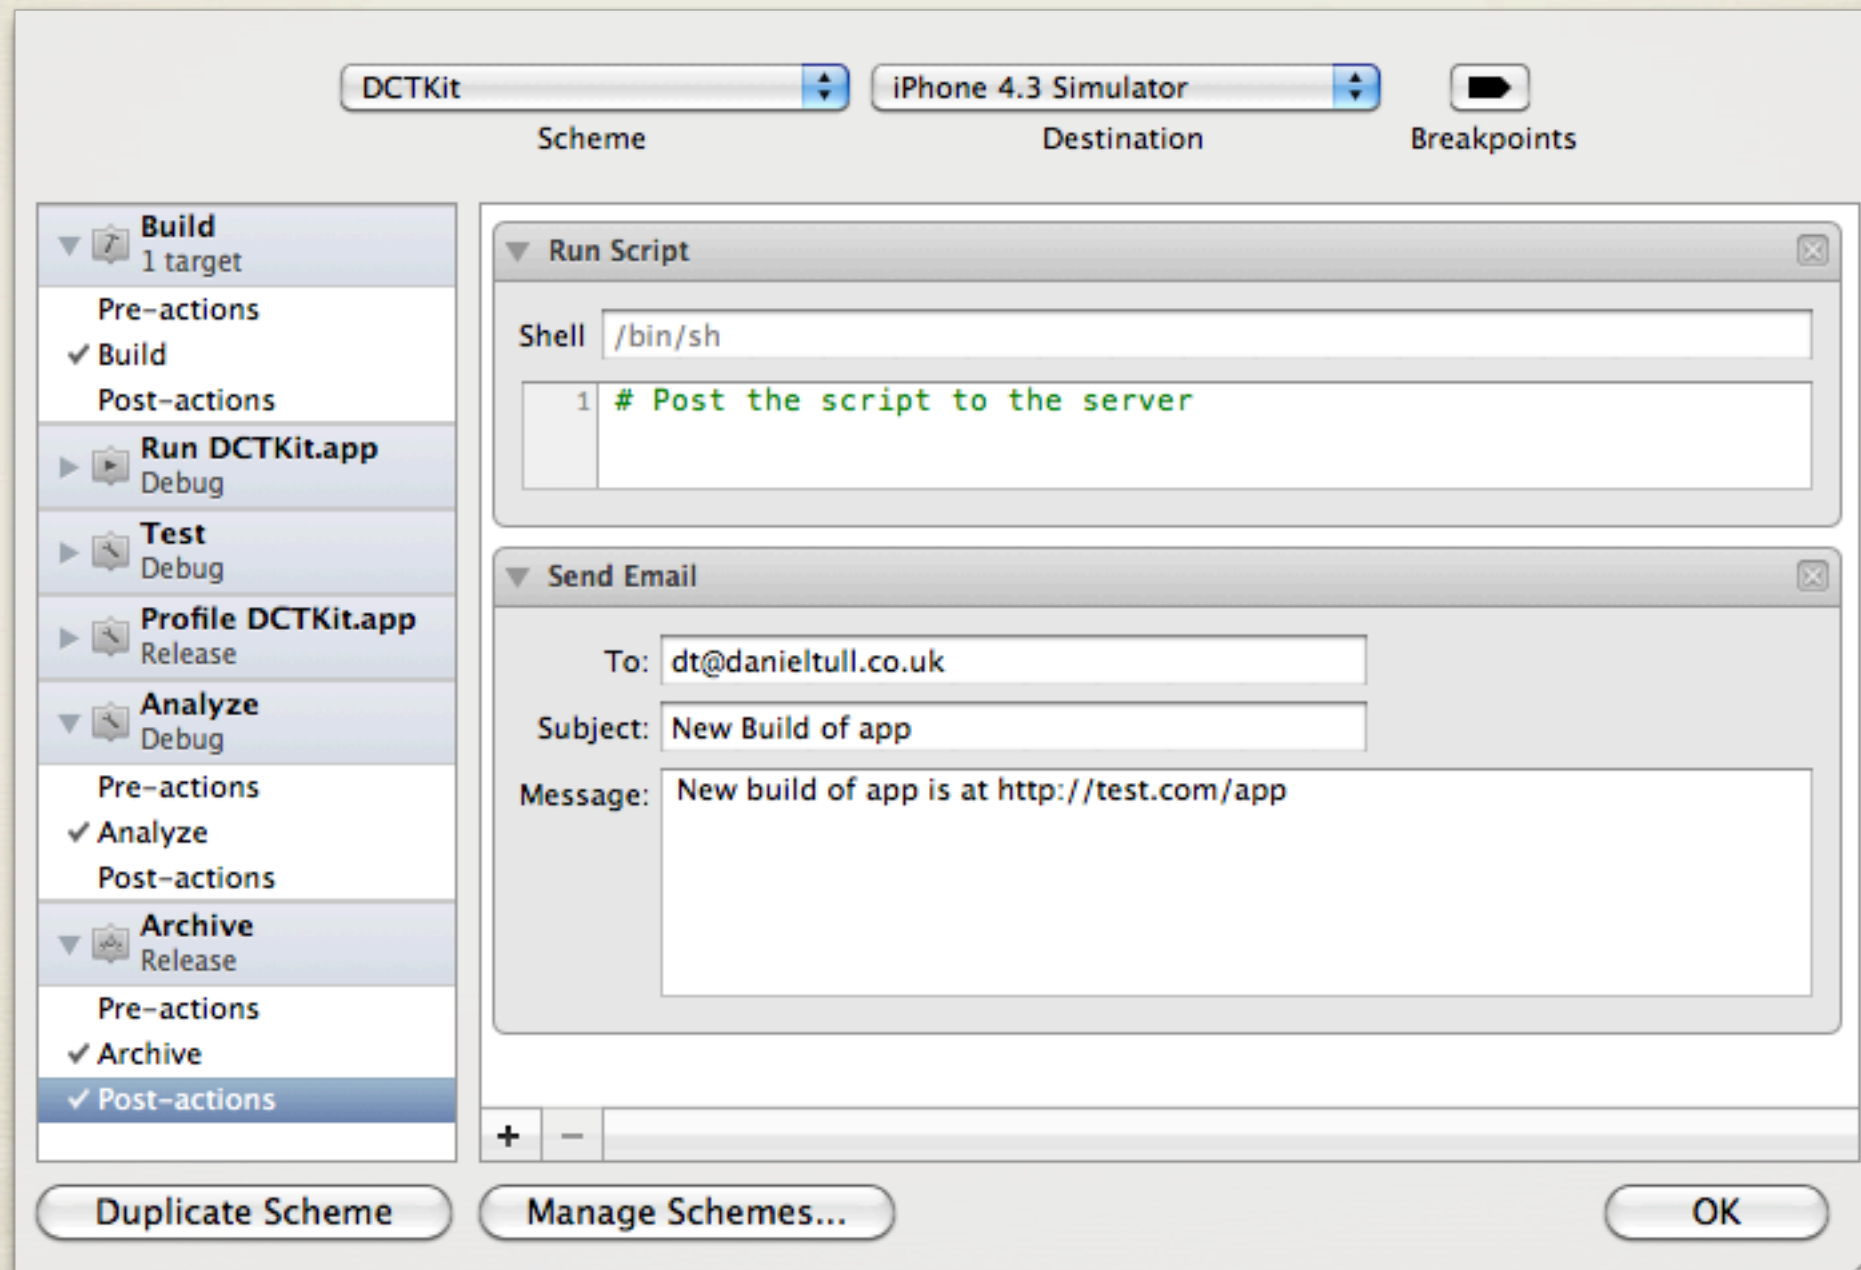 DCTKit
iPhone 4.3 Simulator
Scheme
Destination
Breakpoints
Build
1 target
Pre-actions
Build
Post-actions
Run DCTKit.app
Debug
Test
Debug
Profile DCTKit.app
Release
Analyze
Debug
Pre-actions
Analyze
Post-actions
Archive
Release
Pre-actions
Archive
Post-actions
Run Script
Shell /bin/sh
1 # Post the script to the server
Send Email
To: dt@danieltull.co.uk
Subject: New Build of app
Message: New build of app is at http://test.com/app
Duplicate Scheme
Manage Schemes...
OK